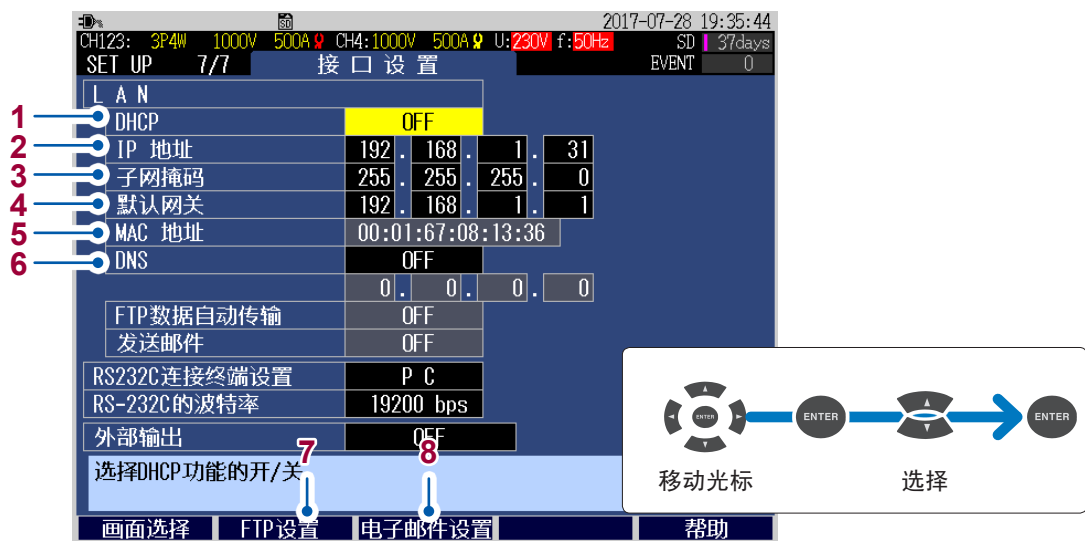 SD 2017-07-28 19:35:44
CH123: 3P4W 1000V 500A CH4:1000V 500A U:230V f:50Hz SD 37days
SET UP 7/7 接口设置 EVENT 0
LAN
1 DHCP OFF
2 IP 地址 192. 168. 1. 31
3 子网掩码 255. 255. 255. 0
4 默认网关 192. 168. 1. 1
5 MAC 地址 00:01:67:08:13:36
6 DNS OFF
0. 0. 0. 0
FTP数据自动传输 OFF
发送邮件 OFF
RS232C连接终端设置 PC
RS-232C的波特率 19200 bps
外部输出 OFF
7 8
选择DHCP功能的开/关
画面选择 FTP设置 电子邮件设置 帮助
ENTER ENTER ENTER
移动光标 选择